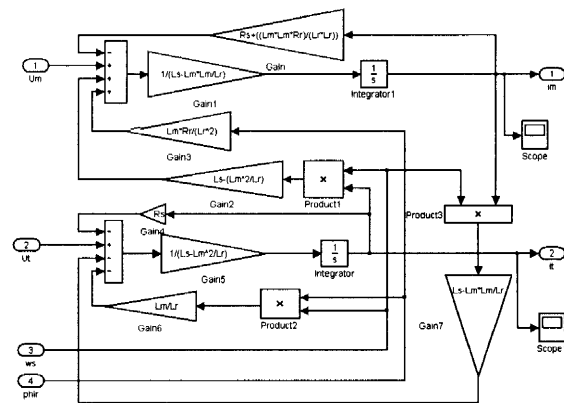 Rs+((Lm*Lm*Rr)/(Lr*Lr))
Gain
1
Um
1/(Ls-Lm*Lm/Lr)
Gain1
1
s
Integrator1
1
im
Scope
Lm*Rr/(Lr^2)
Gain3
Ls-(Lm^2/Lr)
Gain2
×
Product1
Product3
×
Rs
Gain4
2
Ut
1/(Ls-Lm^2/Lr)
Gain5
1
s
Integrator
2
it
Lm/Lr
Gain6
×
Product2
Ls-Lm*Lm/Lr
Gain7
Scope
3
ws
4
phir